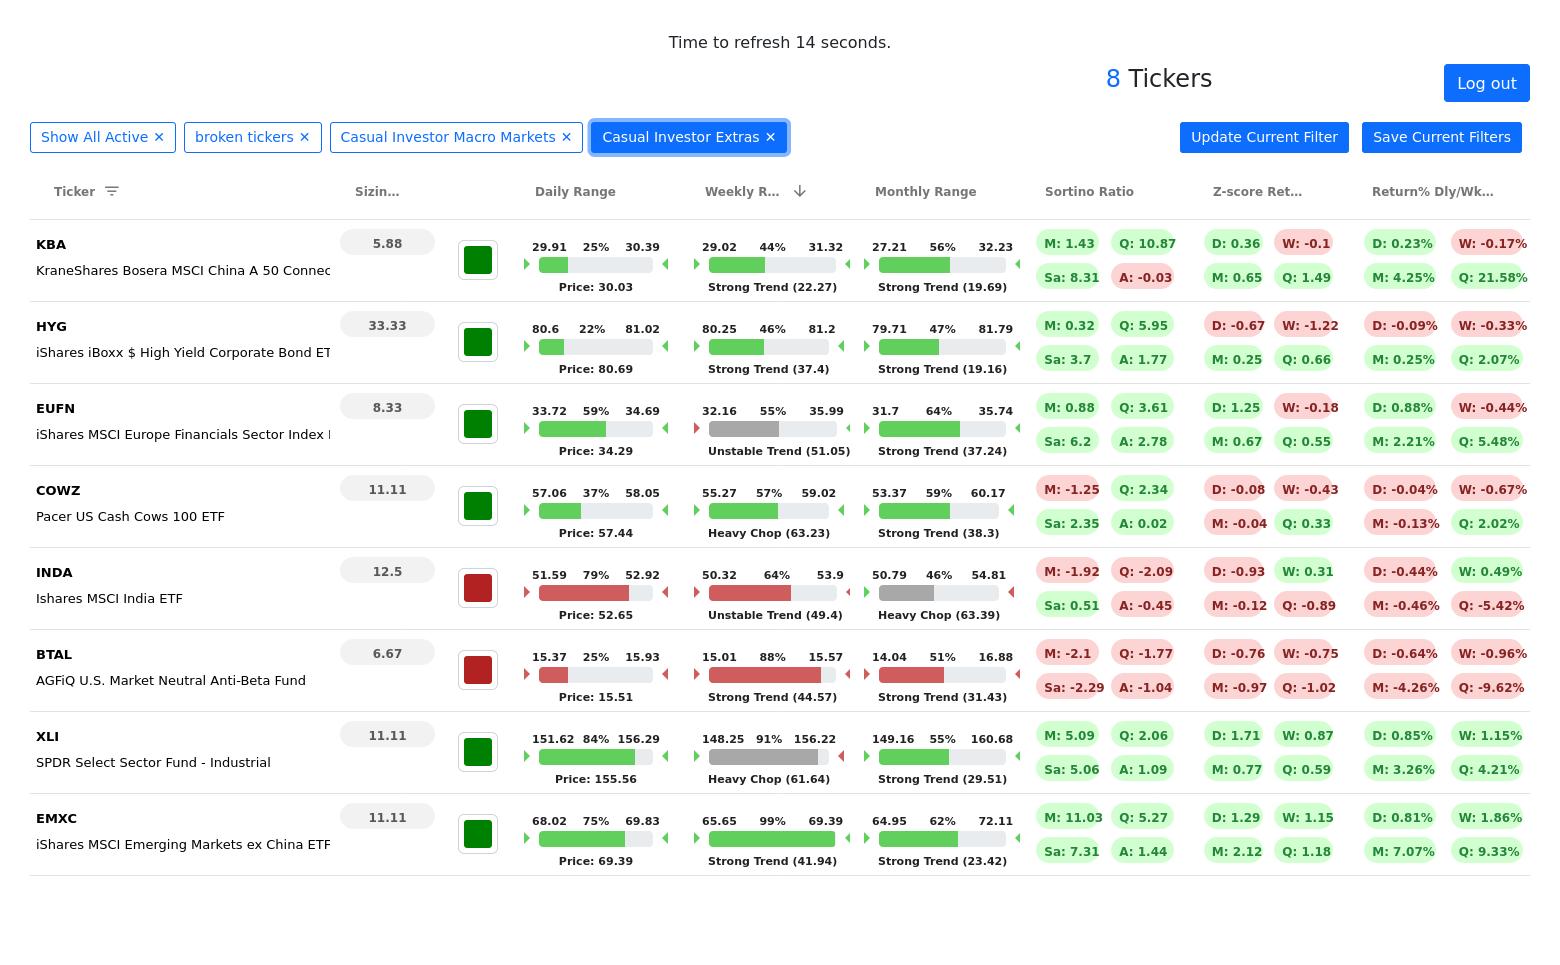 Time to refresh 14 seconds.
8 Tickers
Log out
Show All Active ✕ broken tickers ✕ Casual Investor Macro Markets ✕ Casual Investor Extras ✕ Update Current Filter Save Current Filters
Ticker Sizin... Daily Range Weekly R... Monthly Range Sortino Ratio Z-score Ret... Return% Dly/Wk...
KBA 5.88 29.91 25% 30.39 29.02 44% 31.32 27.21 56% 32.23 M: 1.43 Q: 10.87 D: 0.36 W: -0.1 D: 0.23% W: -0.17%
KraneShares Bosera MSCI China A 50 Connec Price: 30.03 Strong Trend (22.27) Strong Trend (19.69) Sa: 8.31 A: -0.03 M: 0.65 Q: 1.49 M: 4.25% Q: 21.58%
HYG 33.33 80.6 22% 81.02 80.25 46% 81.2 79.71 47% 81.79 M: 0.32 Q: 5.95 D: -0.67 W: -1.22 D: -0.09% W: -0.33%
iShares iBoxx $ High Yield Corporate Bond ET Price: 80.69 Strong Trend (37.4) Strong Trend (19.16) Sa: 3.7 A: 1.77 M: 0.25 Q: 0.66 M: 0.25% Q: 2.07%
EUFN 8.33 33.72 59% 34.69 32.16 55% 35.99 31.7 64% 35.74 M: 0.88 Q: 3.61 D: 1.25 W: -0.18 D: 0.88% W: -0.44%
iShares MSCI Europe Financials Sector Index Price: 34.29 Unstable Trend (51.05) Strong Trend (37.24) Sa: 6.2 A: 2.78 M: 0.67 Q: 0.55 M: 2.21% Q: 5.48%
COWZ 11.11 57.06 37% 58.05 55.27 57% 59.02 53.37 59% 60.17 M: -1.25 Q: 2.34 D: -0.08 W: -0.43 D: -0.04% W: -0.67%
Pacer US Cash Cows 100 ETF Price: 57.44 Heavy Chop (63.23) Strong Trend (38.3) Sa: 2.35 A: 0.02 M: -0.04 Q: 0.33 M: -0.13% Q: 2.02%
INDA 12.5 51.59 79% 52.92 50.32 64% 53.9 50.79 46% 54.81 M: -1.92 Q: -2.09 D: -0.93 W: 0.31 D: -0.44% W: 0.49%
Ishares MSCI India ETF Price: 52.65 Unstable Trend (49.4) Heavy Chop (63.39) Sa: 0.51 A: -0.45 M: -0.12 Q: -0.89 M: -0.46% Q: -5.42%
BTAL 6.67 15.37 25% 15.93 15.01 88% 15.57 14.04 51% 16.88 M: -2.1 Q: -1.77 D: -0.76 W: -0.75 D: -0.64% W: -0.96%
AGFiQ U.S. Market Neutral Anti-Beta Fund Price: 15.51 Strong Trend (44.57) Strong Trend (31.43) Sa: -2.29 A: -1.04 M: -0.97 Q: -1.02 M: -4.26% Q: -9.62%
XLI 11.11 151.62 84% 156.29 148.25 91% 156.22 149.16 55% 160.68 M: 5.09 Q: 2.06 D: 1.71 W: 0.87 D: 0.85% W: 1.15%
SPDR Select Sector Fund - Industrial Price: 155.56 Heavy Chop (61.64) Strong Trend (29.51) Sa: 5.06 A: 1.09 M: 0.77 Q: 0.59 M: 3.26% Q: 4.21%
EMXC 11.11 68.02 75% 69.83 65.65 99% 69.39 64.95 62% 72.11 M: 11.03 Q: 5.27 D: 1.29 W: 1.15 D: 0.81% W: 1.86%
iShares MSCI Emerging Markets ex China ETF Price: 69.39 Strong Trend (41.94) Strong Trend (23.42) Sa: 7.31 A: 1.44 M: 2.12 Q: 1.18 M: 7.07% Q: 9.33%